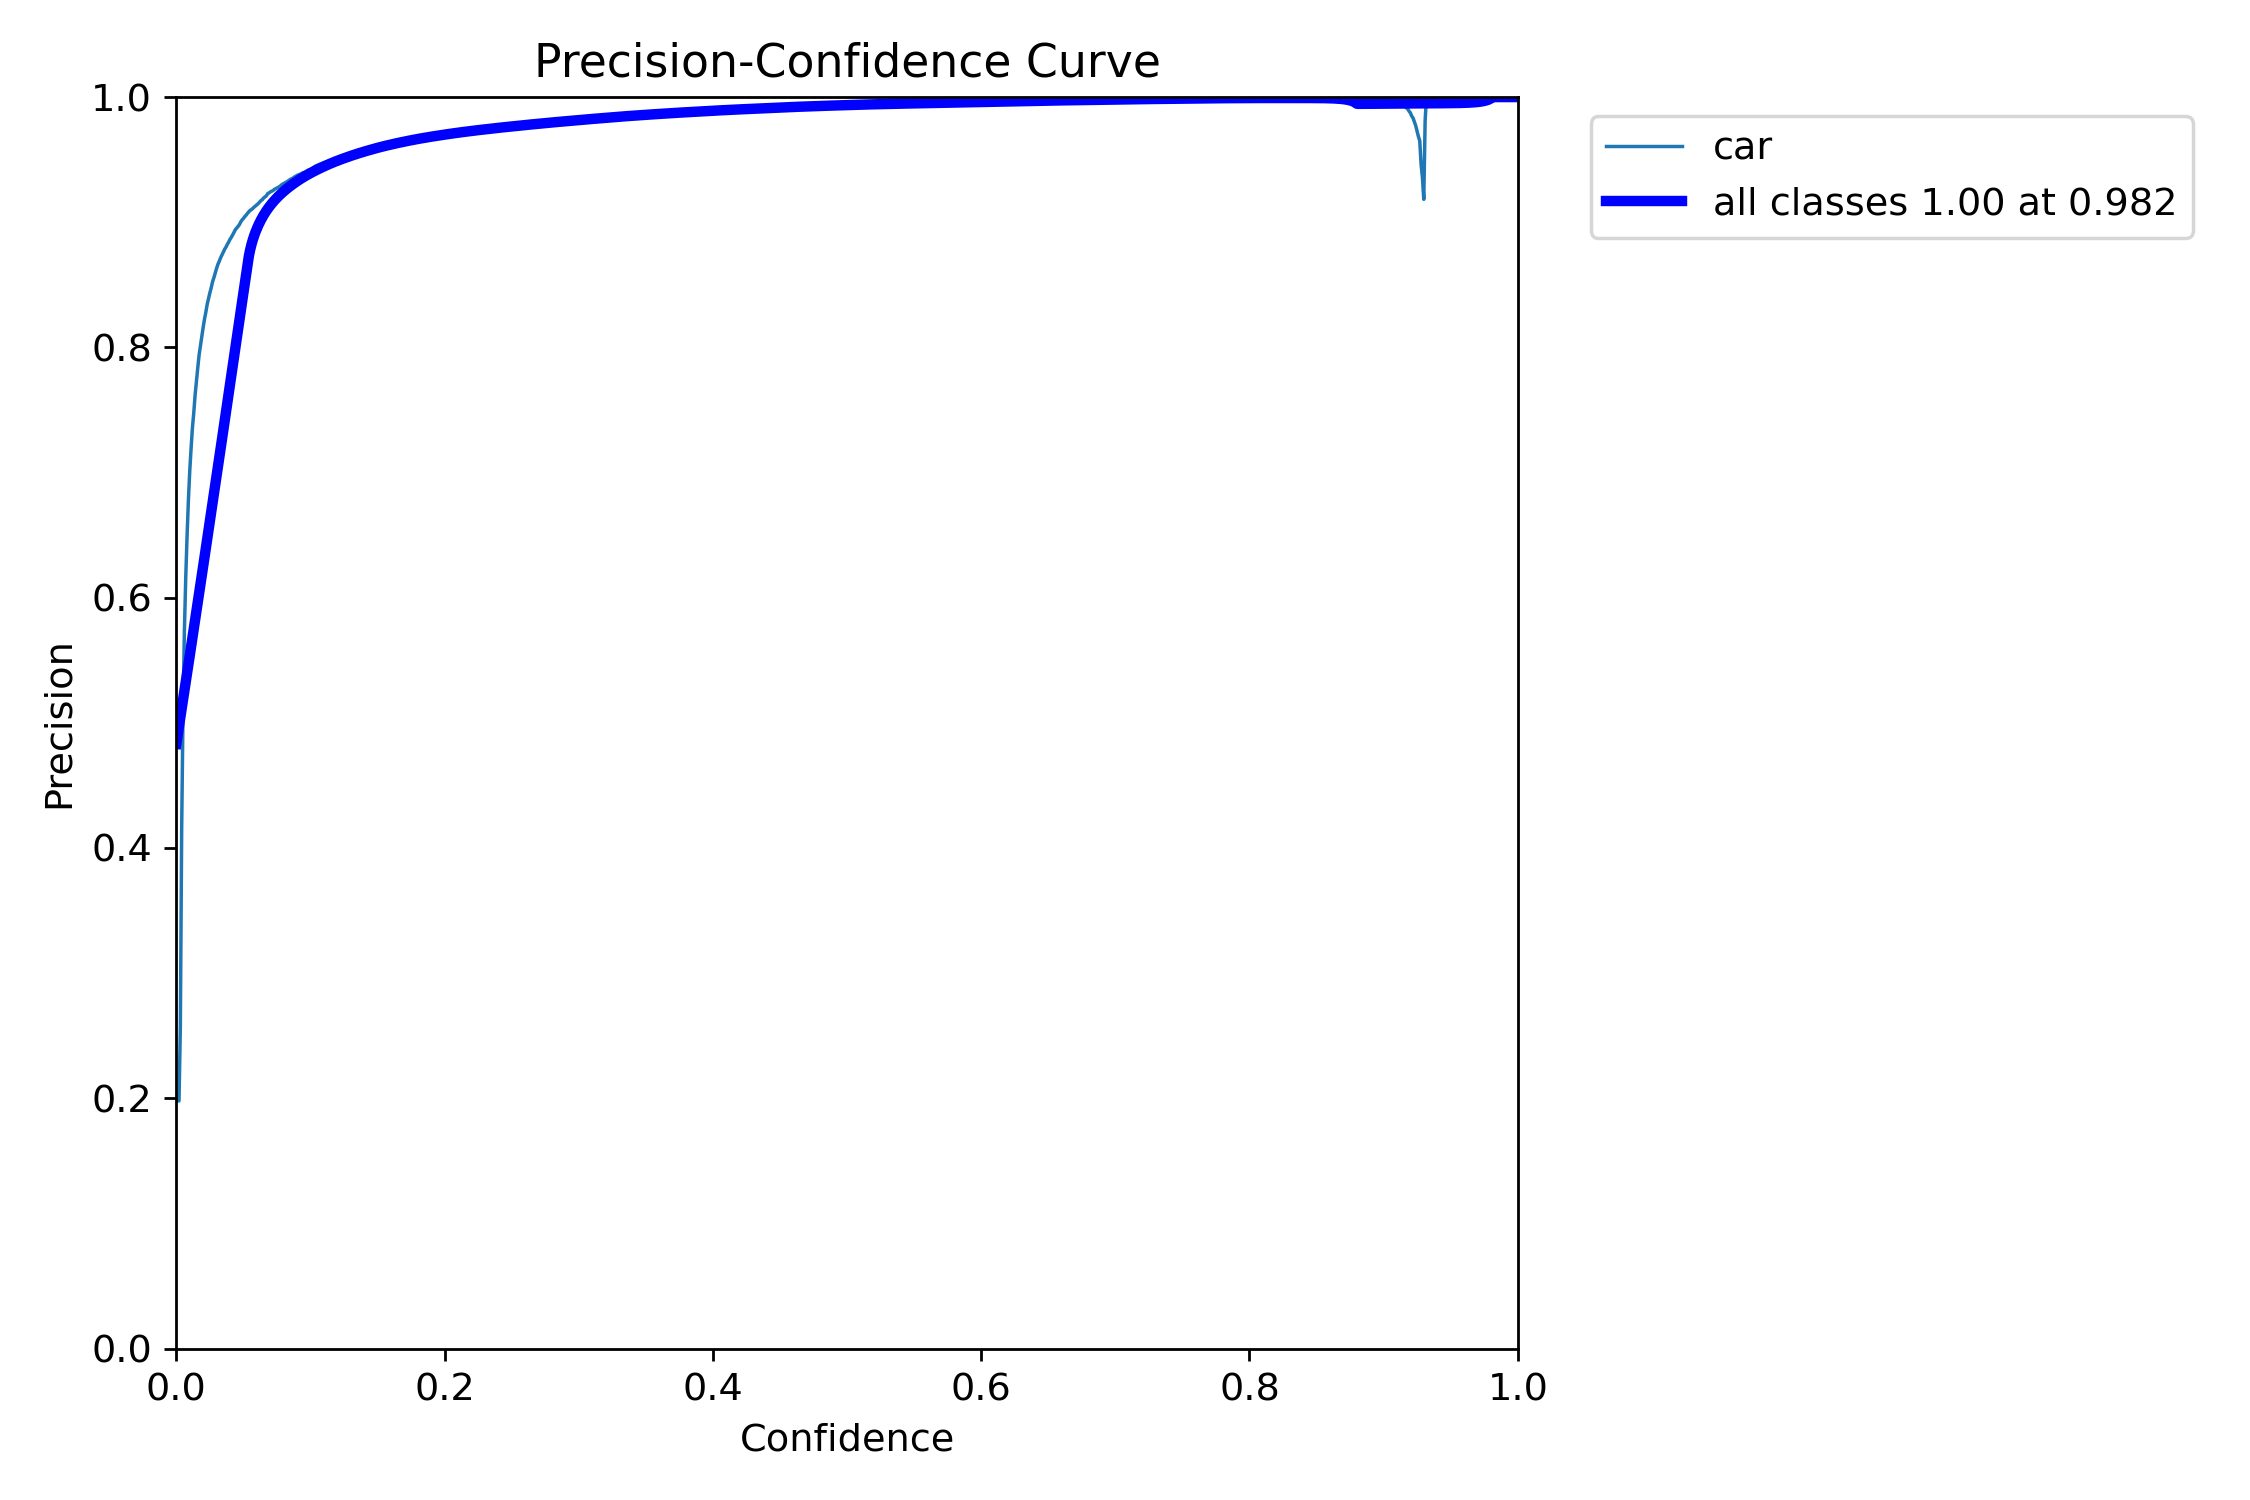 Precision-Confidence Curve
1.0
0.8
0.6
0.4
0.2
0.0
Precision
0.0 0.2 0.4 0.6 0.8 1.0
Confidence
car
all classes 1.00 at 0.982